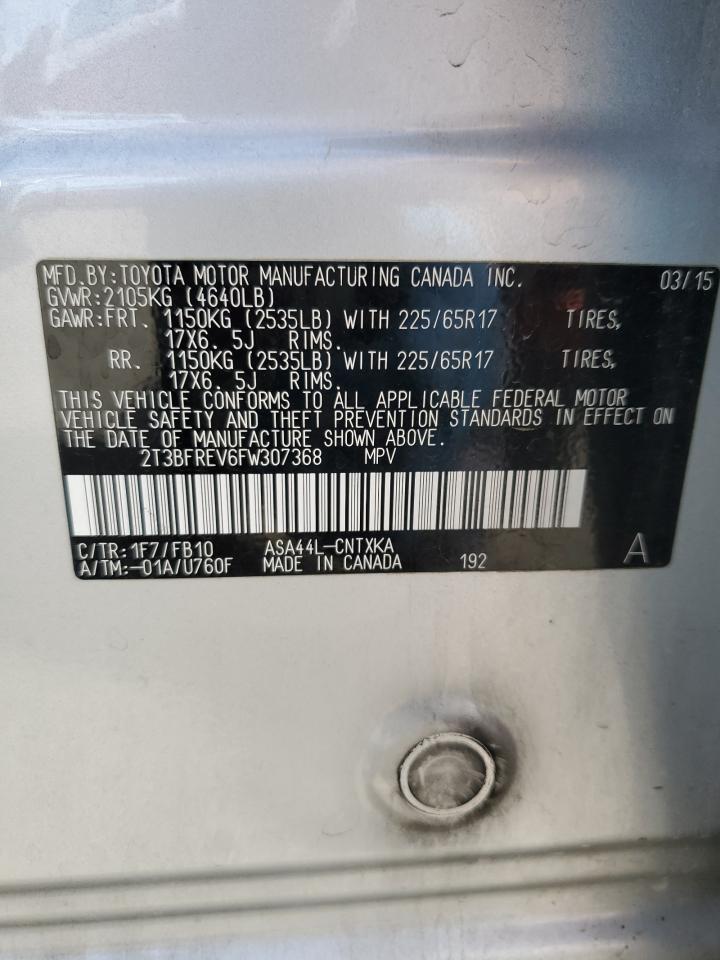 MFD.BY:TOYOTA MOTOR MANUFACTURING CANADA INC. 03/15
GVWR:2105KG (4640LB)
GAWR:FRT. 1150KG (2535LB) WITH 225/65R17 TIRES,
17X6. 5J RIMS.
RR. 1150KG (2535LB) WITH 225/65R17 TIRES,
17X6. 5J RIMS.
THIS VEHICLE CONFORMS TO ALL APPLICABLE FEDERAL MOTOR
VEHICLE SAFETY AND THEFT PREVENTION STANDARDS IN EFFECT ON
THE DATE OF MANUFACTURE SHOWN ABOVE.
2T3BFREV6FW307368 MPV
C/TR:1F7/FB10 ASA44L-CNTXKA A
A/TM:-01A/U760F MADE IN CANADA 192